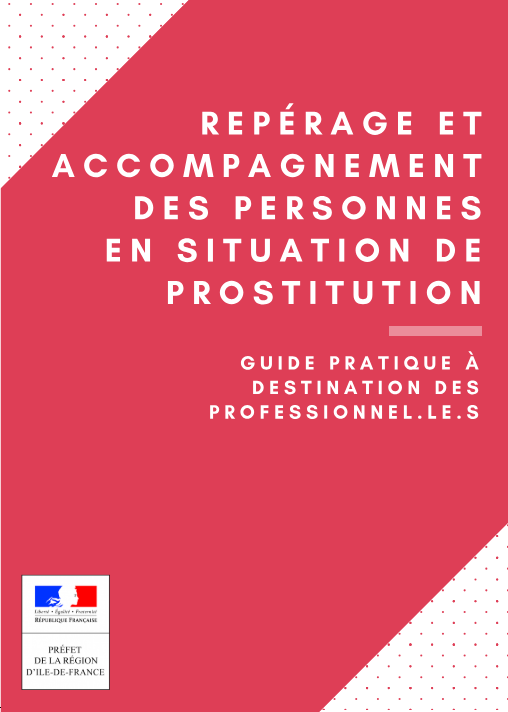 REPÉRAGE ET
ACCOMPAGNEMENT
DES PERSONNES
EN SITUATION DE
PROSTITUTION
GUIDE PRATIQUE À
DESTINATION DES
PROFESSIONNEL.LE.S
Liberté • Égalité • Fraternité
RÉPUBLIQUE FRANÇAISE
PRÉFET
DE LA RÉGION
D'ILE-DE-FRANCE